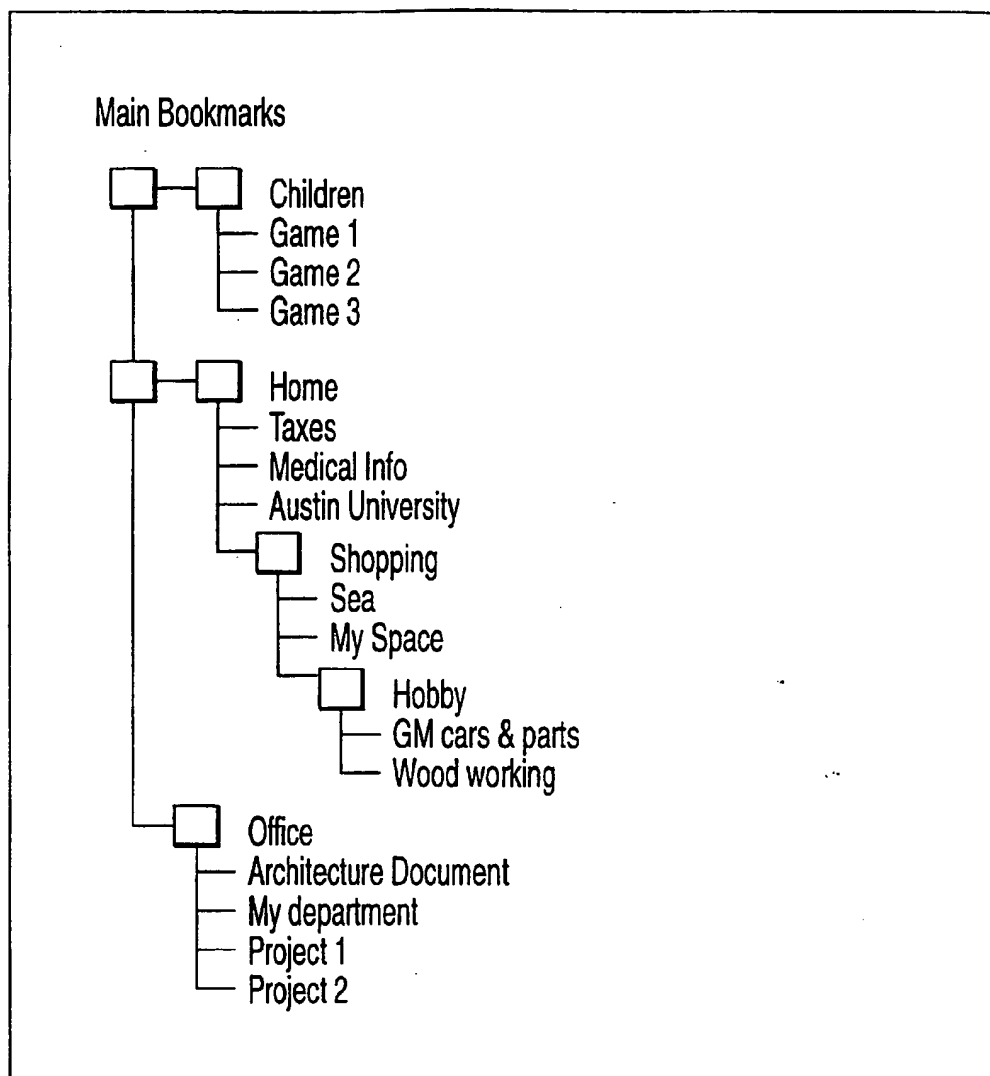 Main Bookmarks
Children
Game 1
Game 2
Game 3
Home
Taxes
Medical Info
Austin University
Shopping
Sea
My Space
Hobby
GM cars & parts
Wood working
Office
Architecture Document
My department
Project 1
Project 2